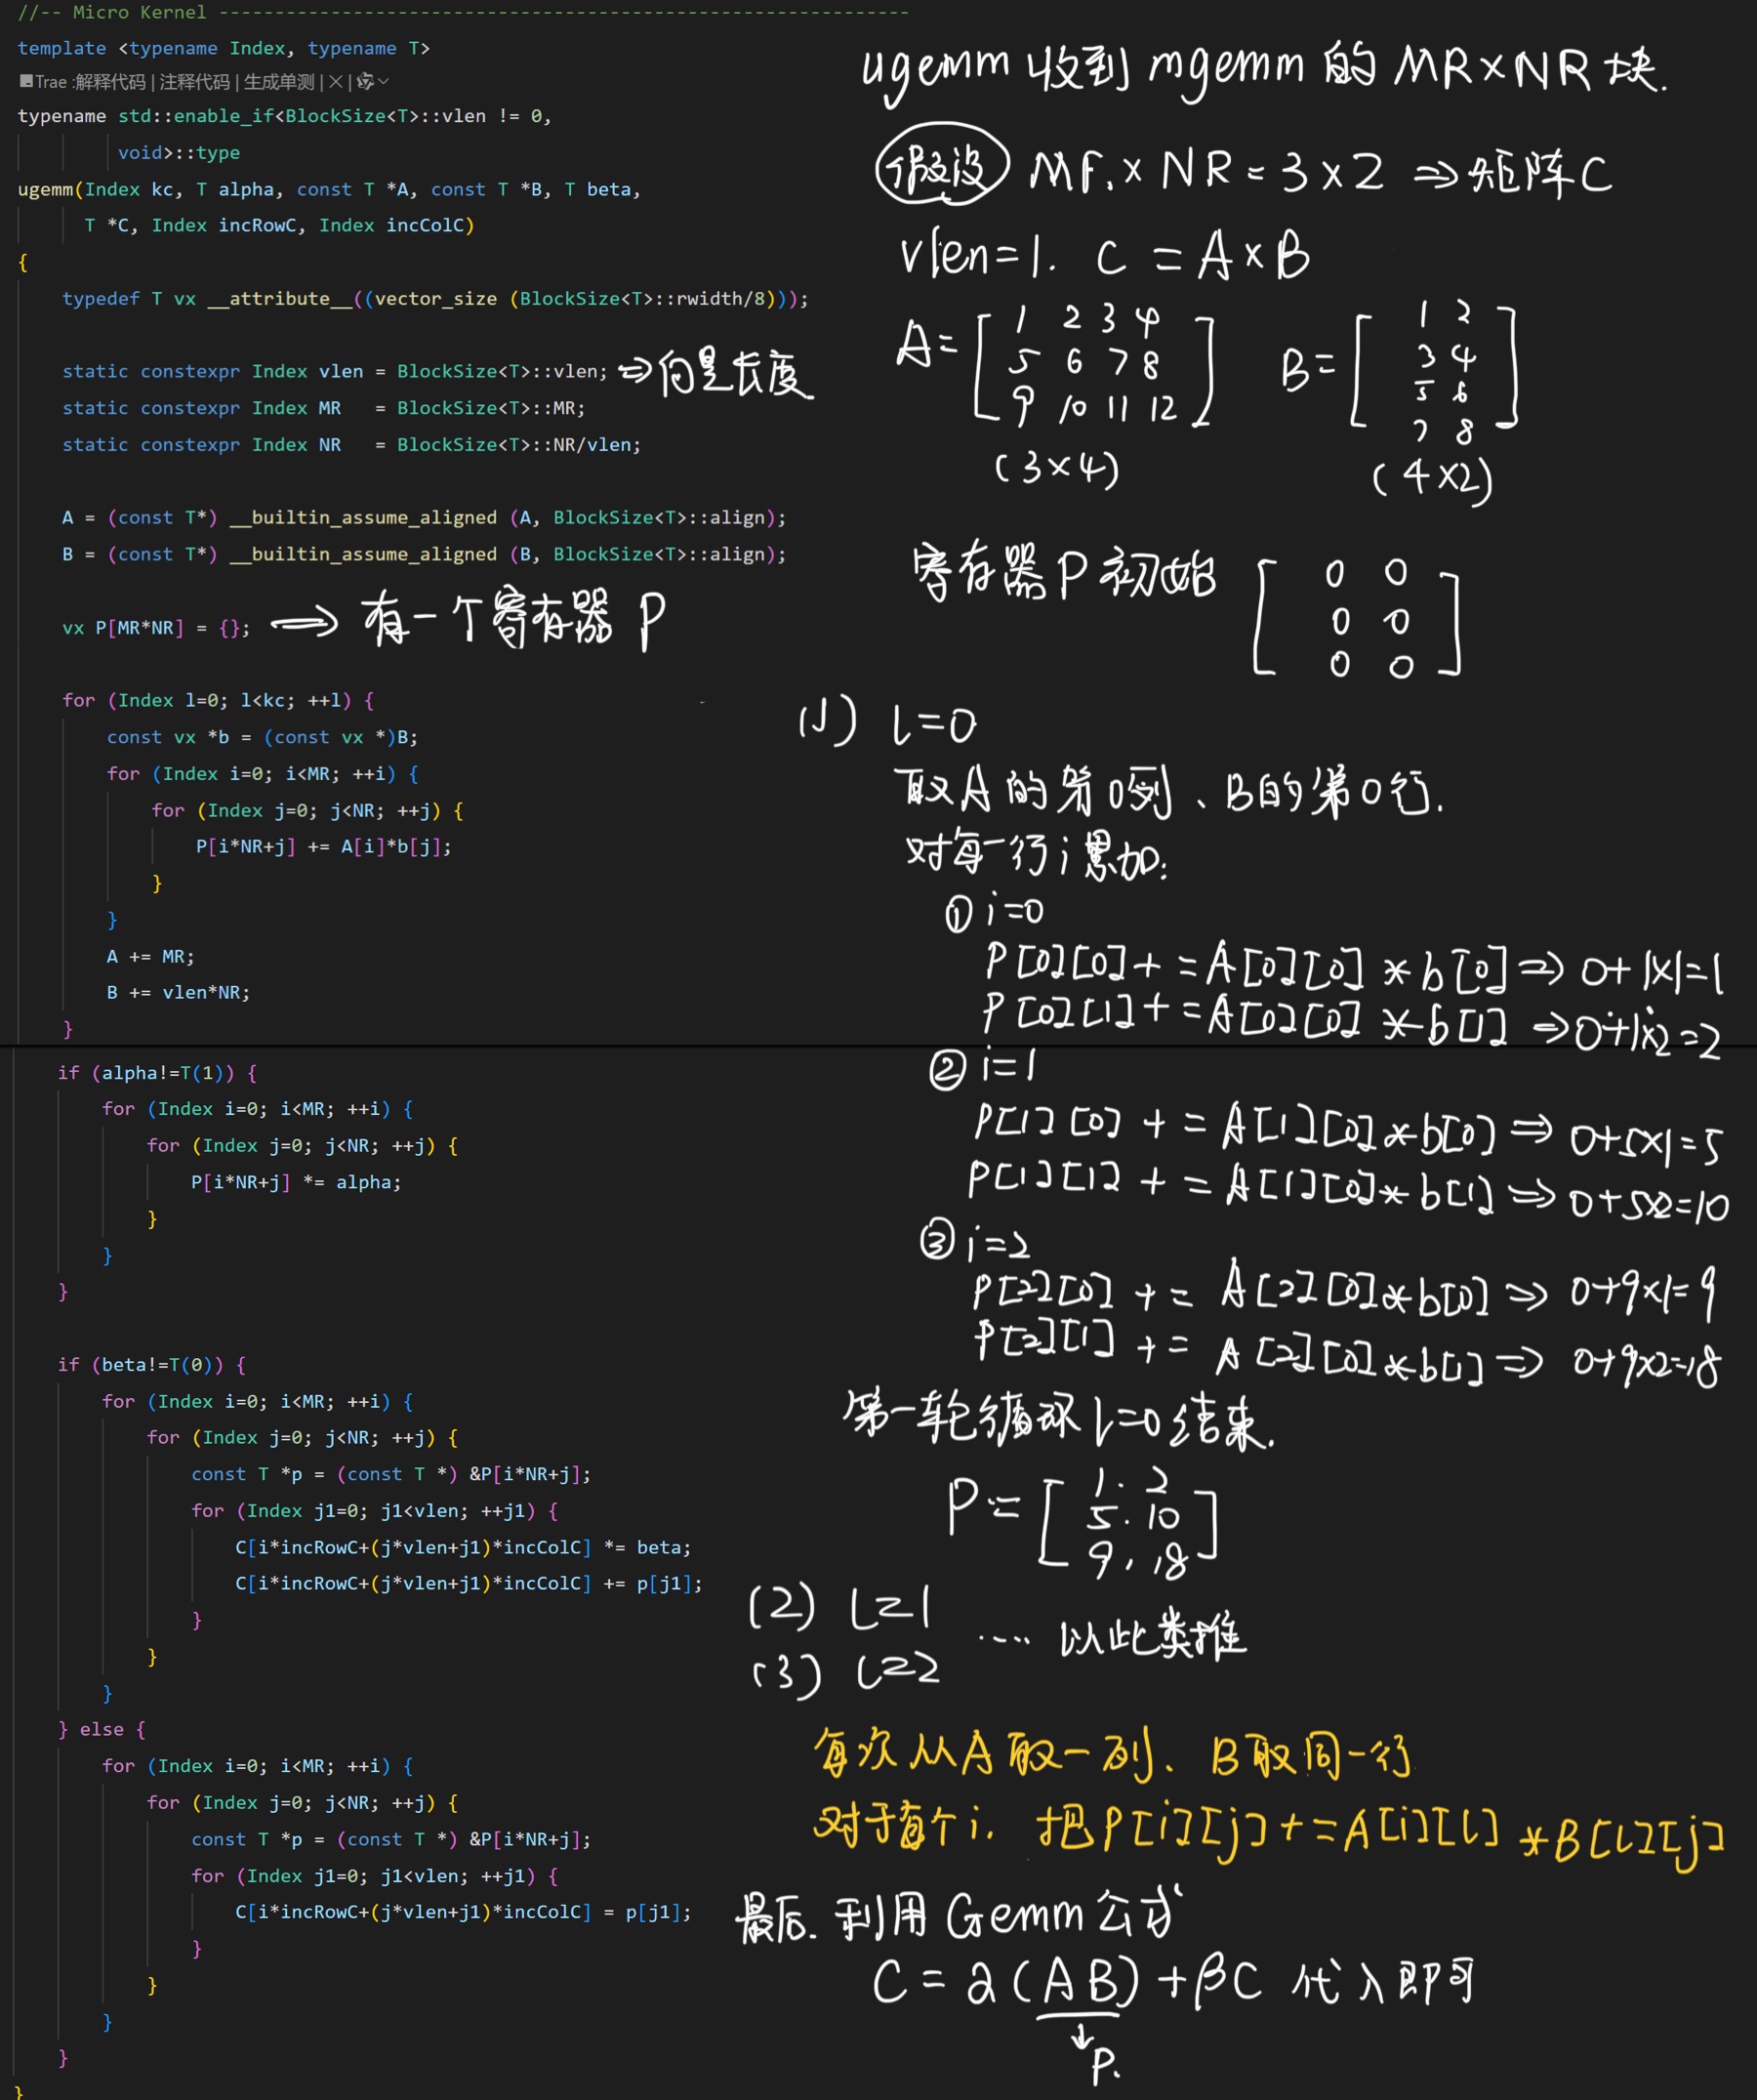 //-- Micro Kernel --------------------------------------------------------------
template <typename Index, typename T>
Trae :解释代码 | 注释代码 | 生成单测 | ×|
typename std::enable_if<BlockSize<T>::vlen != 0,
void>::type
ugemm(Index kc, T alpha, const T *A, const T *B, T beta,
T *C, Index incRowC, Index incColC)
{
typedef T vx __attribute__((vector_size (BlockSize<T>::rwidth/8)));
static constexpr Index vlen = BlockSize<T>::vlen; ⇒向量长度
static constexpr Index MR = BlockSize<T>::MR;
static constexpr Index NR = BlockSize<T>::NR/vlen;
A = (const T*) __builtin_assume_aligned (A, BlockSize<T>::align);
B = (const T*) __builtin_assume_aligned (B, BlockSize<T>::align);
vx P[MR*NR] = {}; ⟹ 有一个寄存器 P
for (Index l=0; l<kc; ++l) {
const vx *b = (const vx *)B;
for (Index i=0; i<MR; ++i) {
for (Index j=0; j<NR; ++j) {
P[i*NR+j] += A[i]*b[j];
}
}
A += MR;
B += vlen*NR;
}
if (alpha!=T(1)) {
for (Index i=0; i<MR; ++i) {
for (Index j=0; j<NR; ++j) {
P[i*NR+j] *= alpha;
}
}
}
if (beta!=T(0)) {
for (Index i=0; i<MR; ++i) {
for (Index j=0; j<NR; ++j) {
const T *p = (const T *) &P[i*NR+j];
for (Index j1=0; j1<vlen; ++j1) {
C[i*incRowC+(j*vlen+j1)*incColC] *= beta;
C[i*incRowC+(j*vlen+j1)*incColC] += p[j1];
}
}
}
} else {
for (Index i=0; i<MR; ++i) {
for (Index j=0; j<NR; ++j) {
const T *p = (const T *) &P[i*NR+j];
for (Index j1=0; j1<vlen; ++j1) {
C[i*incRowC+(j*vlen+j1)*incColC] = p[j1];
}
}
}
}
}
ugemm 收到 mgemm 的 MR×NR 块.
假设 MR×NR=3×2 ⇒矩阵C
vlen=1. C = A×B
A= [ 1 2 3 4
5 6 7 8
9 10 11 12 ]
(3×4)
B= [ 1 2
3 4
5 6
7 8 ]
(4×2)
寄存器P初始 [ 0 0
0 0
0 0 ]
(1) l=0
取A的第0列、B的第0行.
对每一行i累加:
① i=0
P[0][0]+=A[0][0]*b[0]⇒0+1×1=1
P[0][1]+=A[0][0]*b[1]⇒0+1×2=2
② i=1
P[1][0]+=A[1][0]*b[0]⇒0+5×1=5
P[1][1]+=A[1][0]*b[1]⇒0+5×2=10
③ i=2
P[2][0]+=A[2][0]*b[0]⇒0+9×1=9
P[2][1]+=A[2][0]*b[1]⇒0+9×2=18
第一轮循环l=0结束.
P= [ 1. 2
5. 10
9, 18 ]
(2) l=1
.... 以此类推
(3) l=2
每次从A取一列、B取同一行
对于每个i. 把P[i][j]+=A[i][l]*B[l][j]
最后.利用Gemm公式
C=α(AB)+βC 代入即可
↓
P.